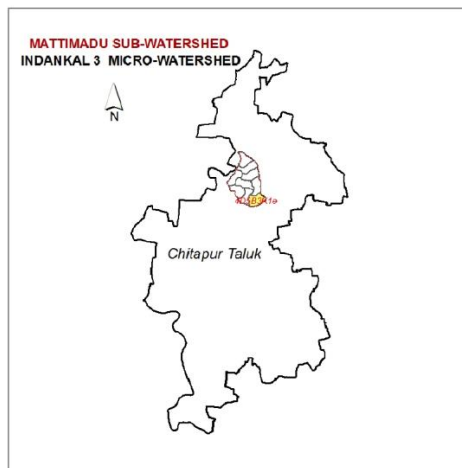 MATTIMADU SUB-WATERSHED
INDANKAL 3 MICRO-WATERSHED
N
Chitapur Taluk